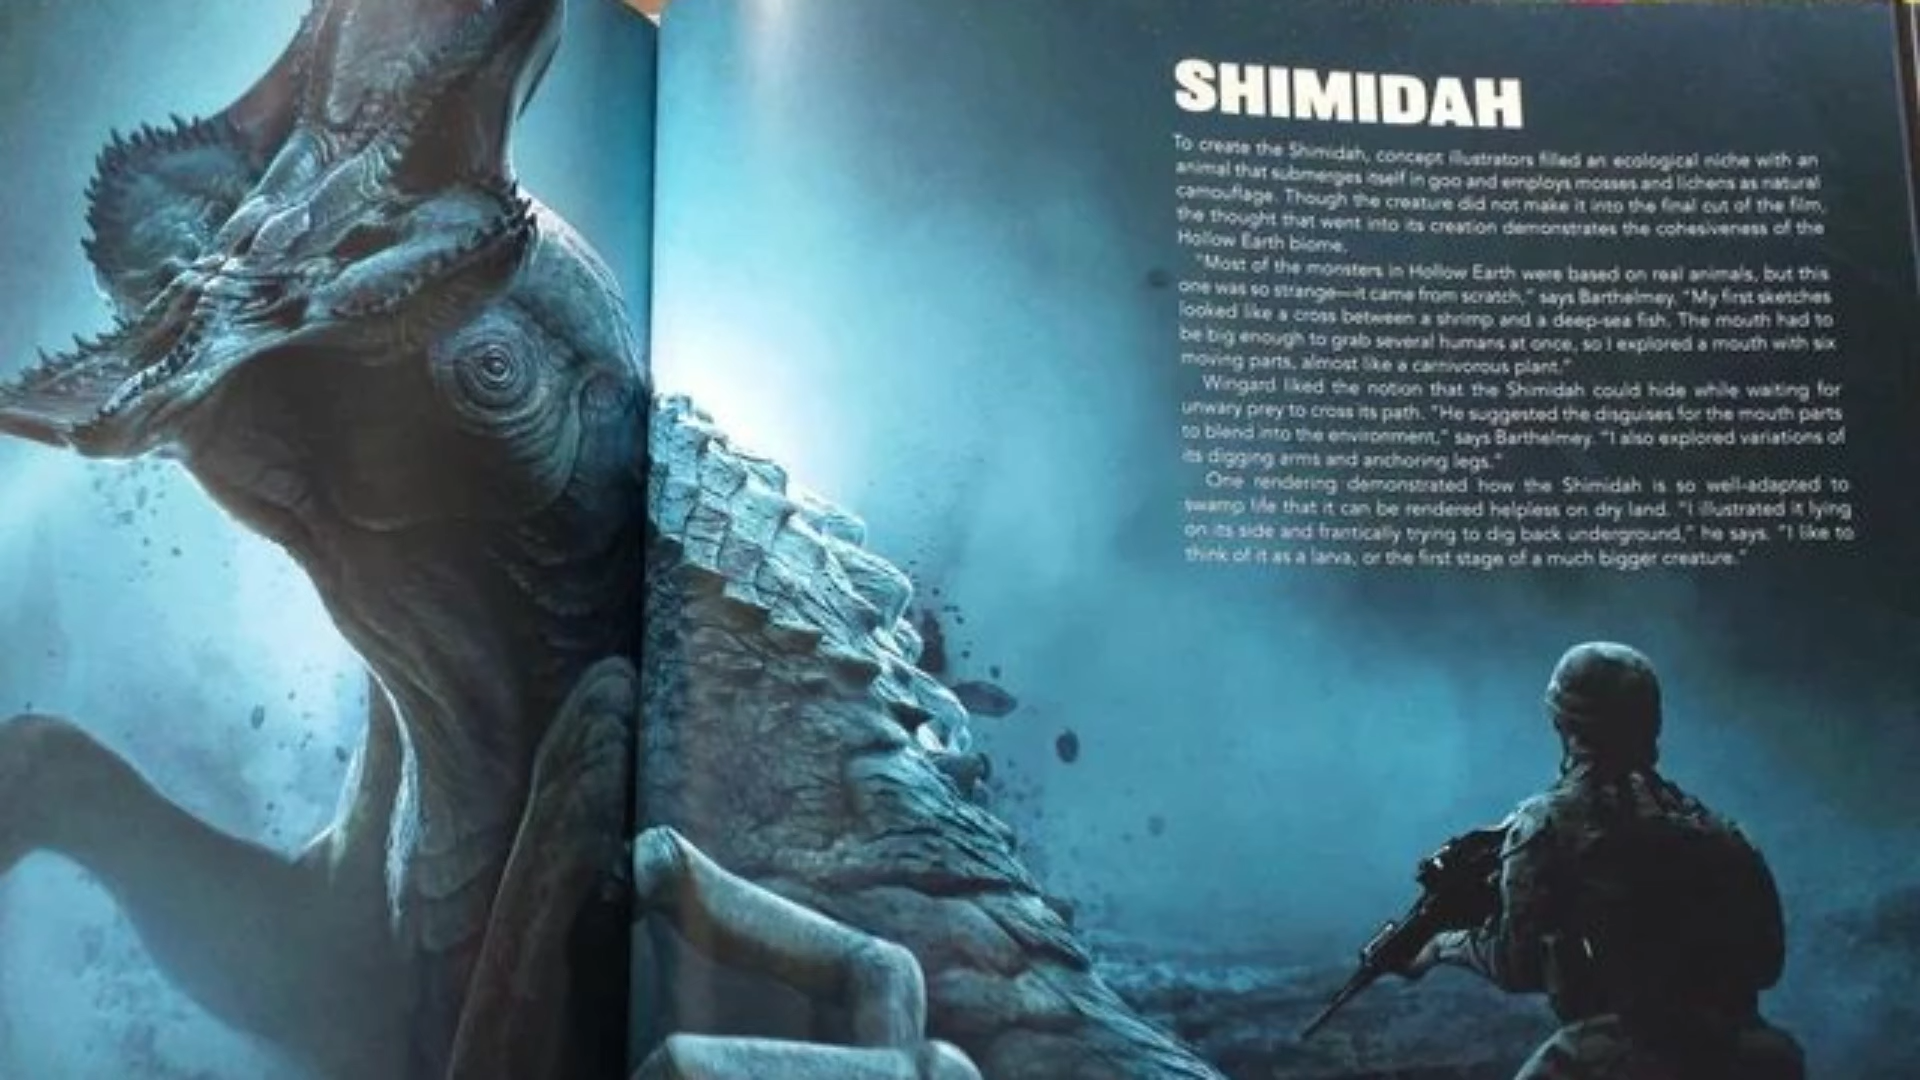 SHIMIDAH
To create the Shimidah, concept illustrators filled an ecological niche with an
animal that submerges itself in goo and employs mosses and lichens as natural
camouflage. Though the creature did not make it into the final cut of the film,
the thought that went into its creation demonstrates the cohesiveness of the
Hollow Earth biome.
"Most of the monsters in Hollow Earth were based on real animals, but this
one was so strange—it came from scratch," says Barthelmey. "My first sketches
looked like a cross between a shrimp and a deep-sea fish. The mouth had to
be big enough to grab several humans at once, so I explored a mouth with six
moving parts, almost like a carnivorous plant."
Wingard liked the notion that the Shimidah could hide while waiting for
unwary prey to cross its path. "He suggested the disguises for the mouth parts
to blend into the environment," says Barthelmey. "I also explored variations of
its digging arms and anchoring legs."
One rendering demonstrated how the Shimidah is so well-adapted to
swamp life that it can be rendered helpless on dry land. "I illustrated it lying
on its side and frantically trying to dig back underground," he says. "I like to
think of it as a larva, or the first stage of a much bigger creature."